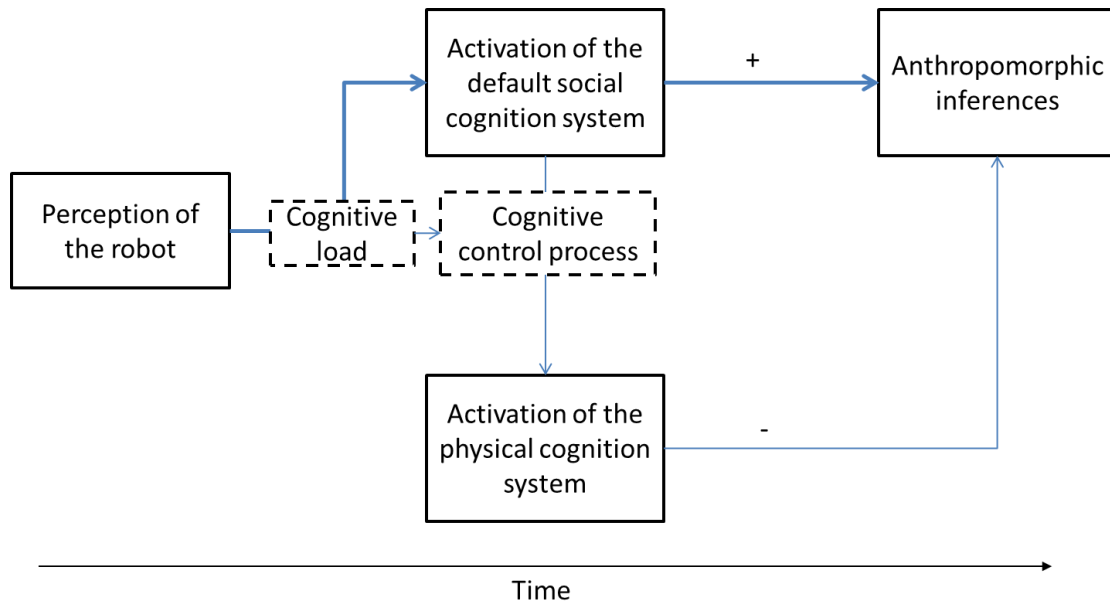 Perception of
the robot
Cognitive
load
Activation of the
default social
cognition system
Cognitive
control process
Activation of the
physical cognition
system
+
-
Anthropomorphic
inferences
Time